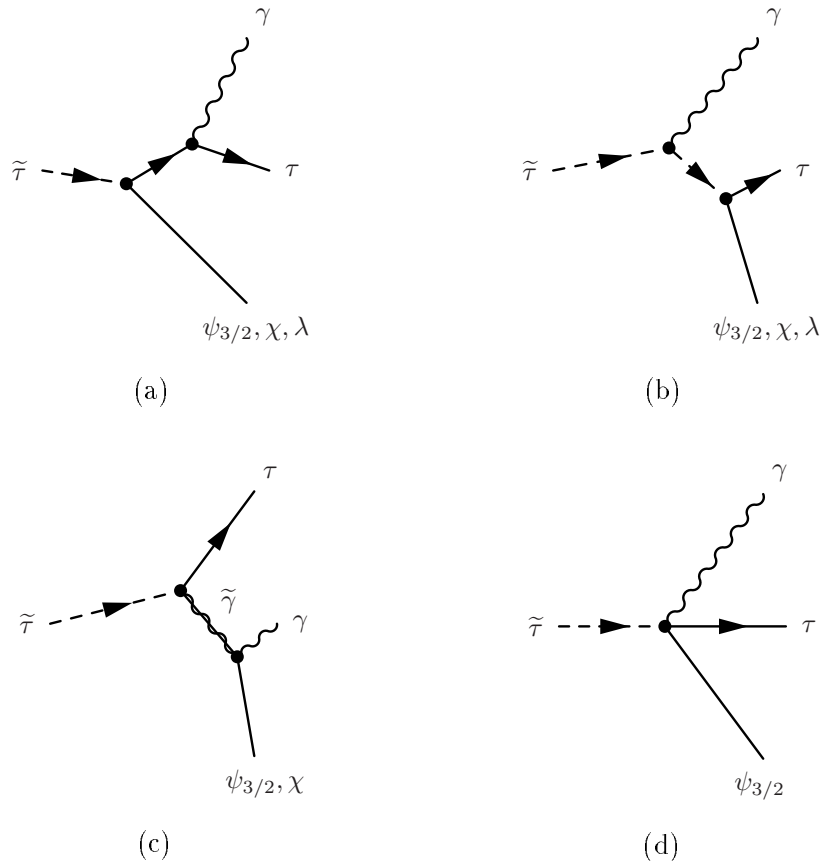 γ
γ
τ̃
τ
τ̃
τ
ψ3/2, χ, λ
ψ3/2, χ, λ
(a)
(b)
τ
γ
γ̃
γ
τ̃
τ̃
τ
ψ3/2, χ
ψ3/2
(c)
(d)